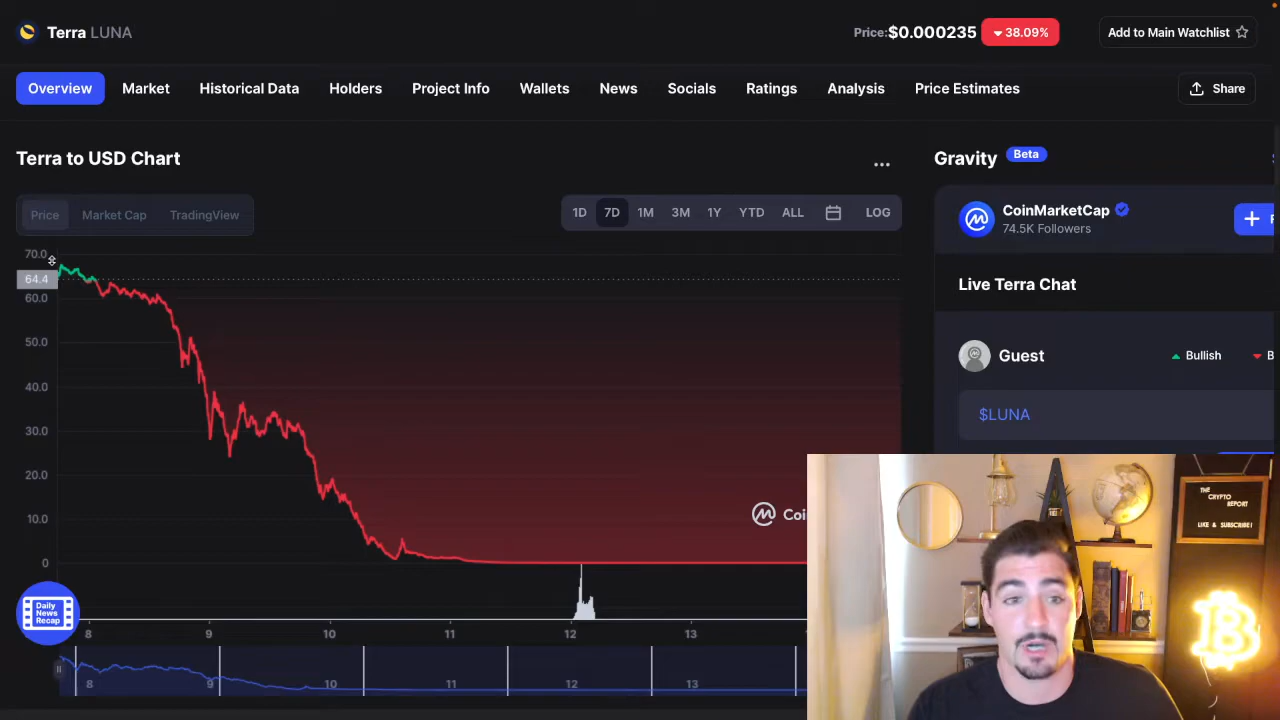 Terra LUNA
Price: $0.000235 38.09%
Add to Main Watchlist
Overview Market Historical Data Holders Project Info Wallets News Socials Ratings Analysis Price Estimates
Share
Terra to USD Chart
Gravity Beta
Price Market Cap TradingView
1D 7D 1M 3M 1Y YTD ALL LOG
CoinMarketCap
74.5K Followers
Live Terra Chat
Guest
Bullish
$LUNA
70.0
64.4
60.0
50.0
40.0
30.0
20.0
10.0
0
8 9 10 11 12 13
8 9 10 11 12 13
Daily
News
Recap
THE
CRYPTO
REPORT
LIKE & SUBSCRIBE!